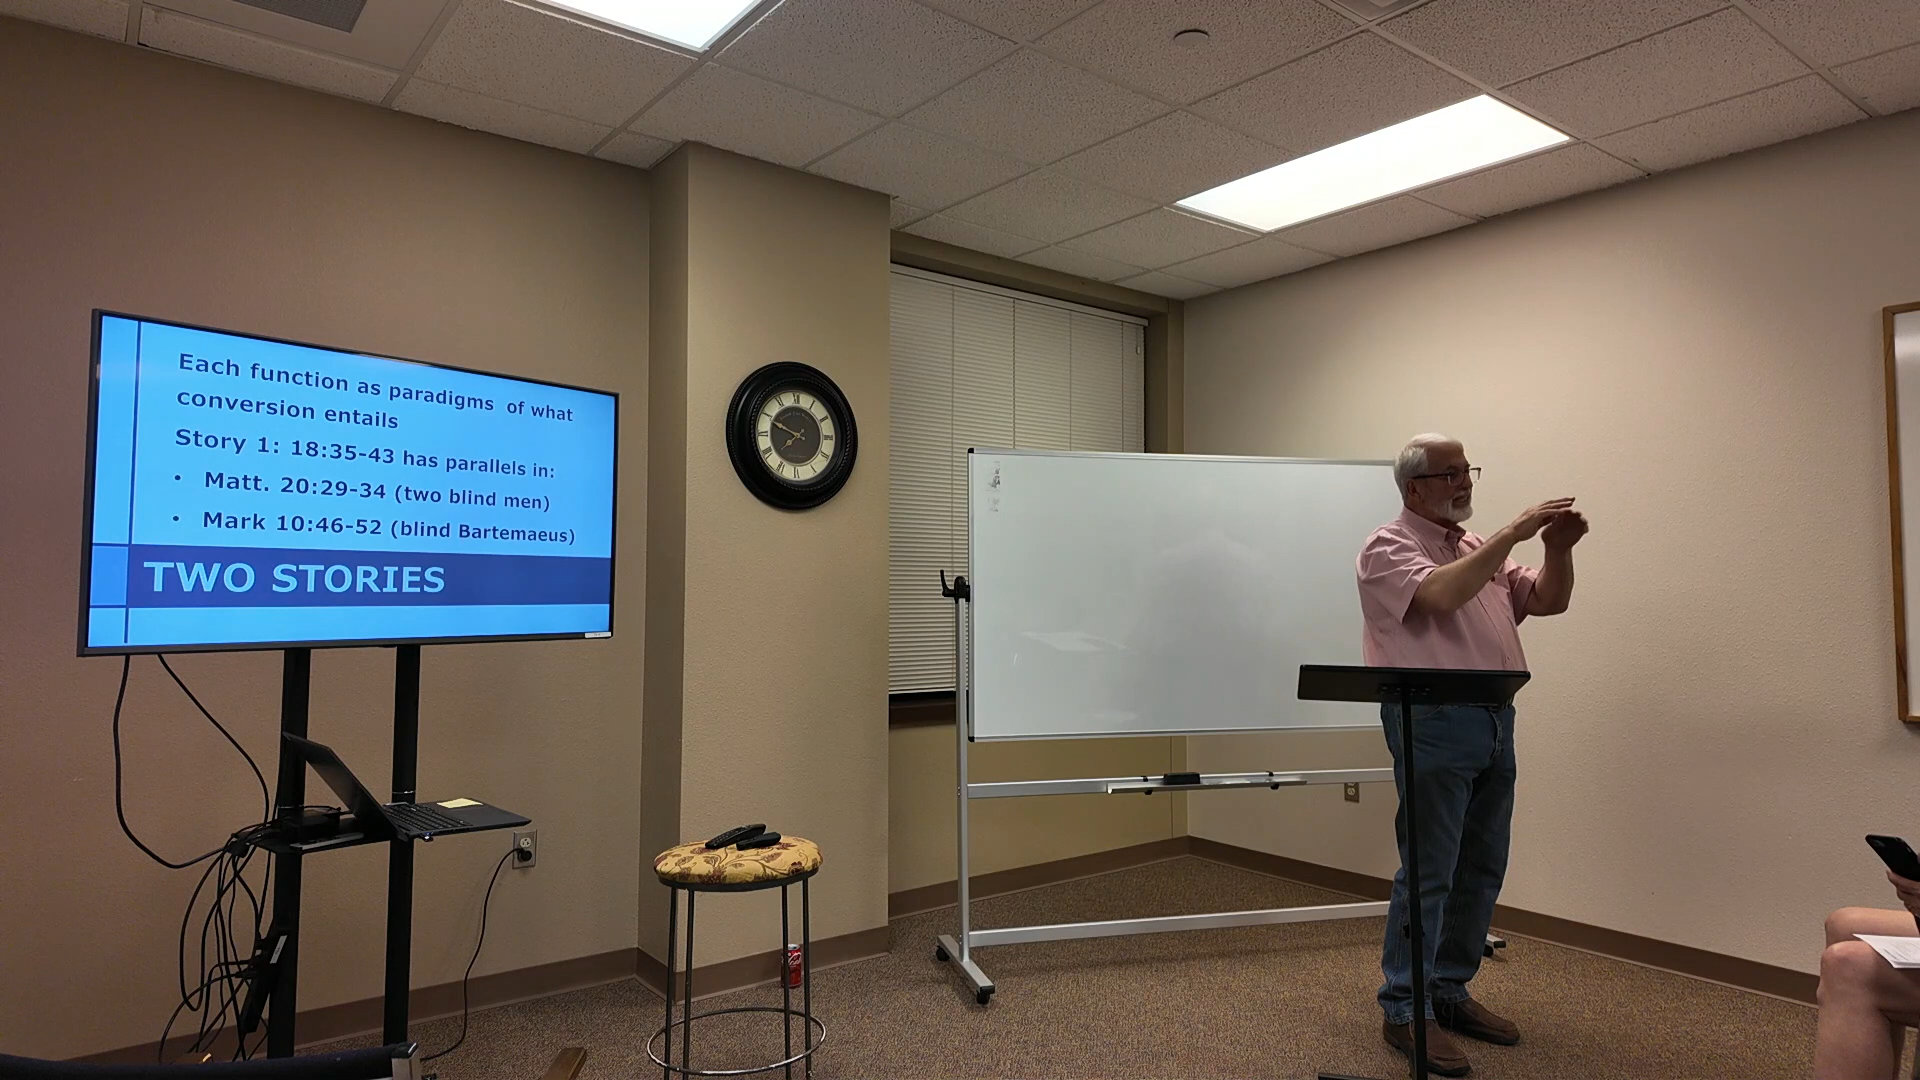 Each function as paradigms of what
conversion entails
Story 1: 18:35-43 has parallels in:
• Matt. 20:29-34 (two blind men)
• Mark 10:46-52 (blind Bartemaeus)
TWO STORIES